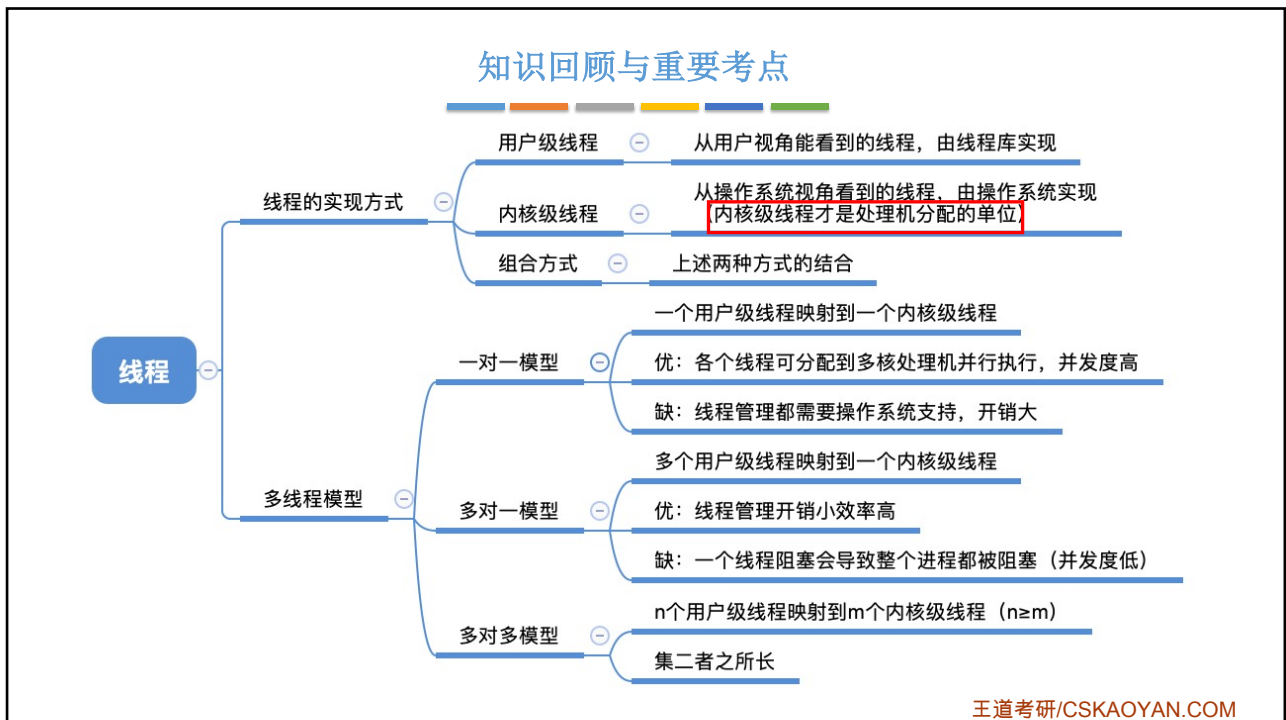 知识回顾与重要考点
用户级线程
从用户视角能看到的线程，由线程库实现
线程的实现方式
内核级线程
从操作系统视角看到的线程，由操作系统实现
（内核级线程才是处理机分配的单位）
组合方式
上述两种方式的结合
线程
一对一模型
一个用户级线程映射到一个内核级线程
优：各个线程可分配到多核处理机并行执行，并发度高
缺：线程管理都需要操作系统支持，开销大
多线程模型
多对一模型
多个用户级线程映射到一个内核级线程
优：线程管理开销小效率高
缺：一个线程阻塞会导致整个进程都被阻塞（并发度低）
多对多模型
n个用户级线程映射到m个内核级线程（n≥m）
集二者之所长
王道考研/CSKAOYAN.COM